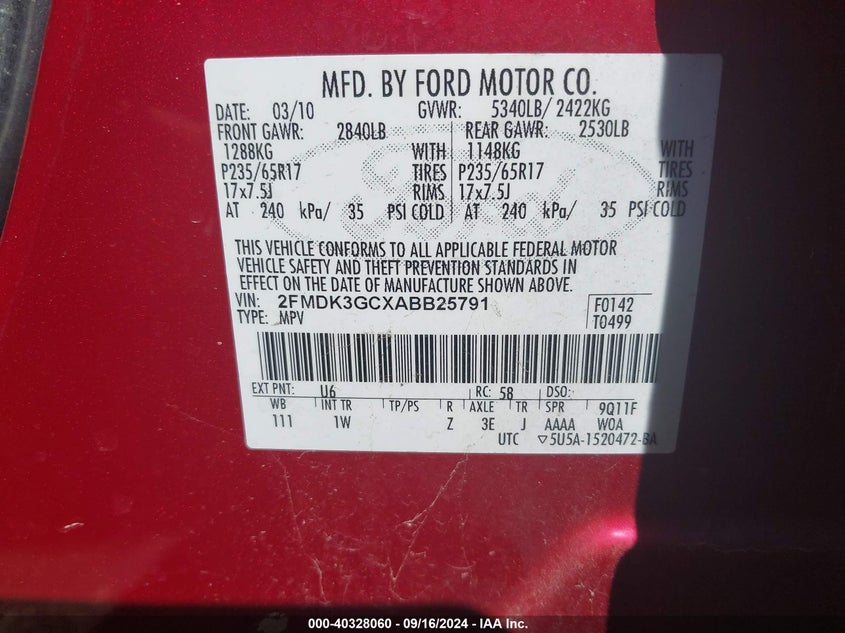 MFD. BY FORD MOTOR CO.
DATE: 03/10 GVWR: 5340LB/ 2422KG
FRONT GAWR: 2840LB REAR GAWR: 2530LB
1288KG WITH 1148KG WITH
P235/65R17 TIRES P235/65R17 TIRES
17x7.5J RIMS 17x7.5J RIMS
AT 240 kPa/ 35 PSI COLD AT 240 kPa/ 35 PSI COLD
THIS VEHICLE CONFORMS TO ALL APPLICABLE FEDERAL MOTOR
VEHICLE SAFETY AND THEFT PREVENTION STANDARDS IN
EFFECT ON THE DATE OF MANUFACTURE SHOWN ABOVE.
VIN: 2FMDK3GCXABB25791 F0142
TYPE: MPV T0499
EXT PNT: U6 RC: 58 DSO:
WB INT TR TP/PS R AXLE TR SPR 9Q11F
111 1W Z 3E J AAAA WOA
UTC ▽5U5A-1520472-BA
000-40328060 - 09/16/2024 - IAA Inc.